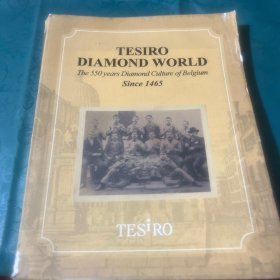 TESIRO
DIAMOND WORLD
The 550 years Diamond Culture of Belgium
Since 1465
TESiRO